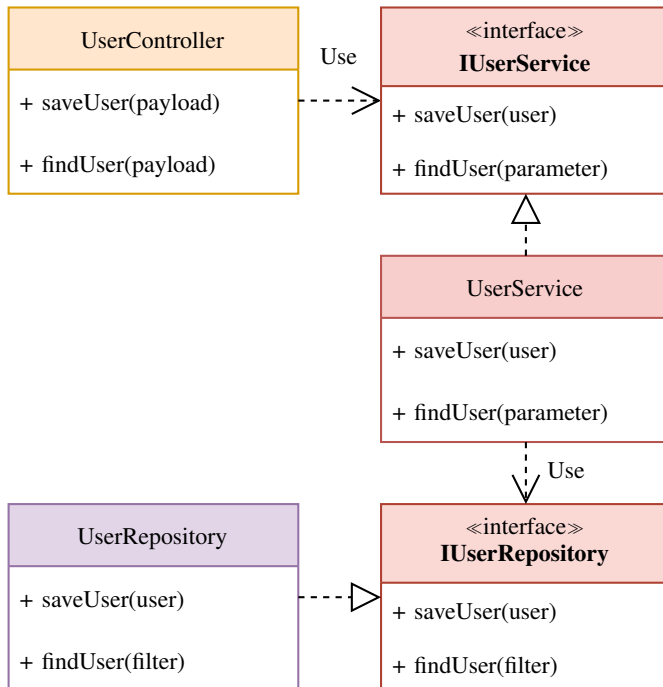 UserController
+ saveUser(payload)
+ findUser(payload)
Use
≪interface≫
IUserService
+ saveUser(user)
+ findUser(parameter)
UserService
+ saveUser(user)
+ findUser(parameter)
Use
UserRepository
+ saveUser(user)
+ findUser(filter)
≪interface≫
IUserRepository
+ saveUser(user)
+ findUser(filter)